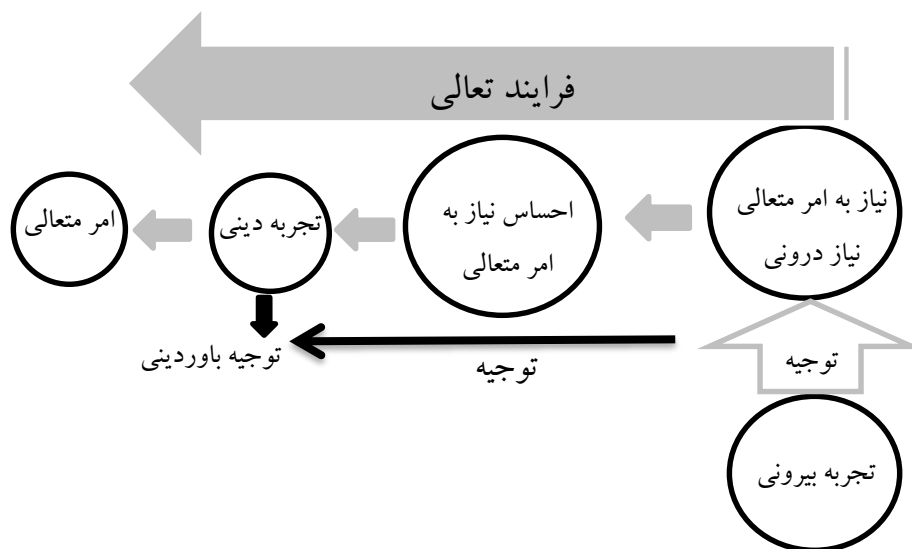 فرایند تعالی
نیاز به امر متعالی
نیاز درونی
احساس نیاز به
امر متعالی
تجربه دینی
امر متعالی
توجیه باوردینی
توجیه
توجیه
تجربه بیرونی